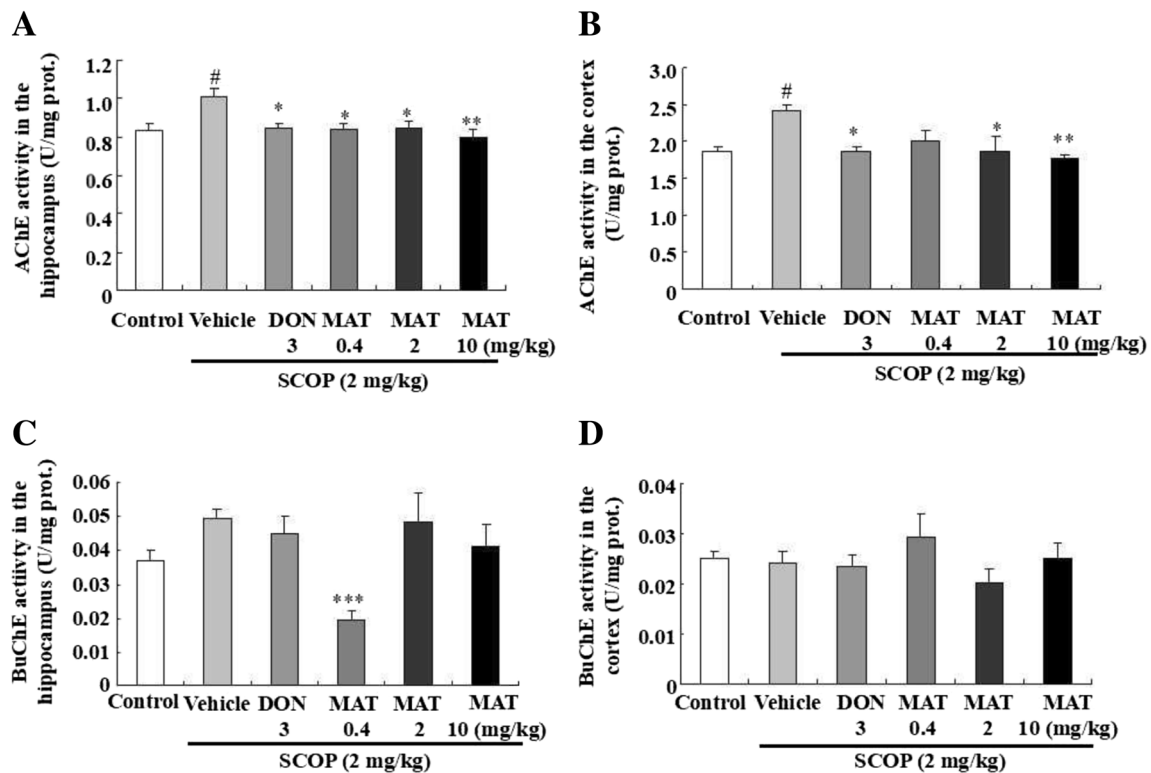 A
AChE activity in the
hippocampus (U/mg prot.)
1.2
1.0
0.8
0.6
0.4
0.2
0
#
*
*
*
**
Control Vehicle DON MAT MAT MAT
3 0.4 2 10 (mg/kg)
SCOP (2 mg/kg)
B
AChE activity in the cortex
(U/mg prot.)
3.0
2.5
2.0
1.5
1.0
0.5
0
#
*
*
**
Control Vehicle DON MAT MAT MAT
3 0.4 2 10 (mg/kg)
SCOP (2 mg/kg)
C
BuChE actiivty in the
hippocampus (U/mg prot.)
0.06
0.05
0.04
0.03
0.02
0.01
0
***
Control Vehicle DON MAT MAT MAT
3 0.4 2 10 (mg/kg)
SCOP (2 mg/kg)
D
BuChE activity in the
cortex (U/mg prot.)
0.04
0.03
0.02
0.01
0
Control Vehicle DON MAT MAT MAT
3 0.4 2 10 (mg/kg)
SCOP (2 mg/kg)